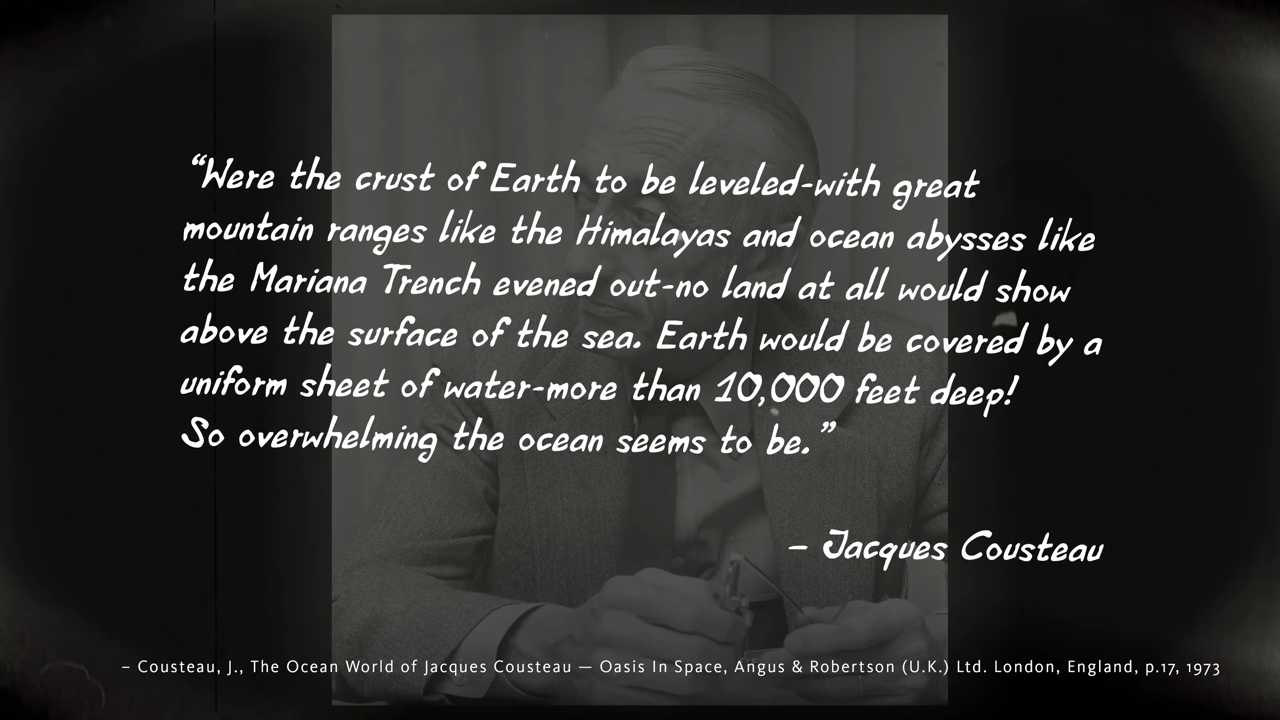 “Were the crust of Earth to be leveled-with great
mountain ranges like the Himalayas and ocean abysses like
the Mariana Trench evened out-no land at all would show
above the surface of the sea. Earth would be covered by a
uniform sheet of water-more than 10,000 feet deep!
So overwhelming the ocean seems to be.”
– Jacques Cousteau
– Cousteau, J., The Ocean World of Jacques Cousteau — Oasis In Space, Angus & Robertson (U.K.) Ltd. London, England, p.17, 1973